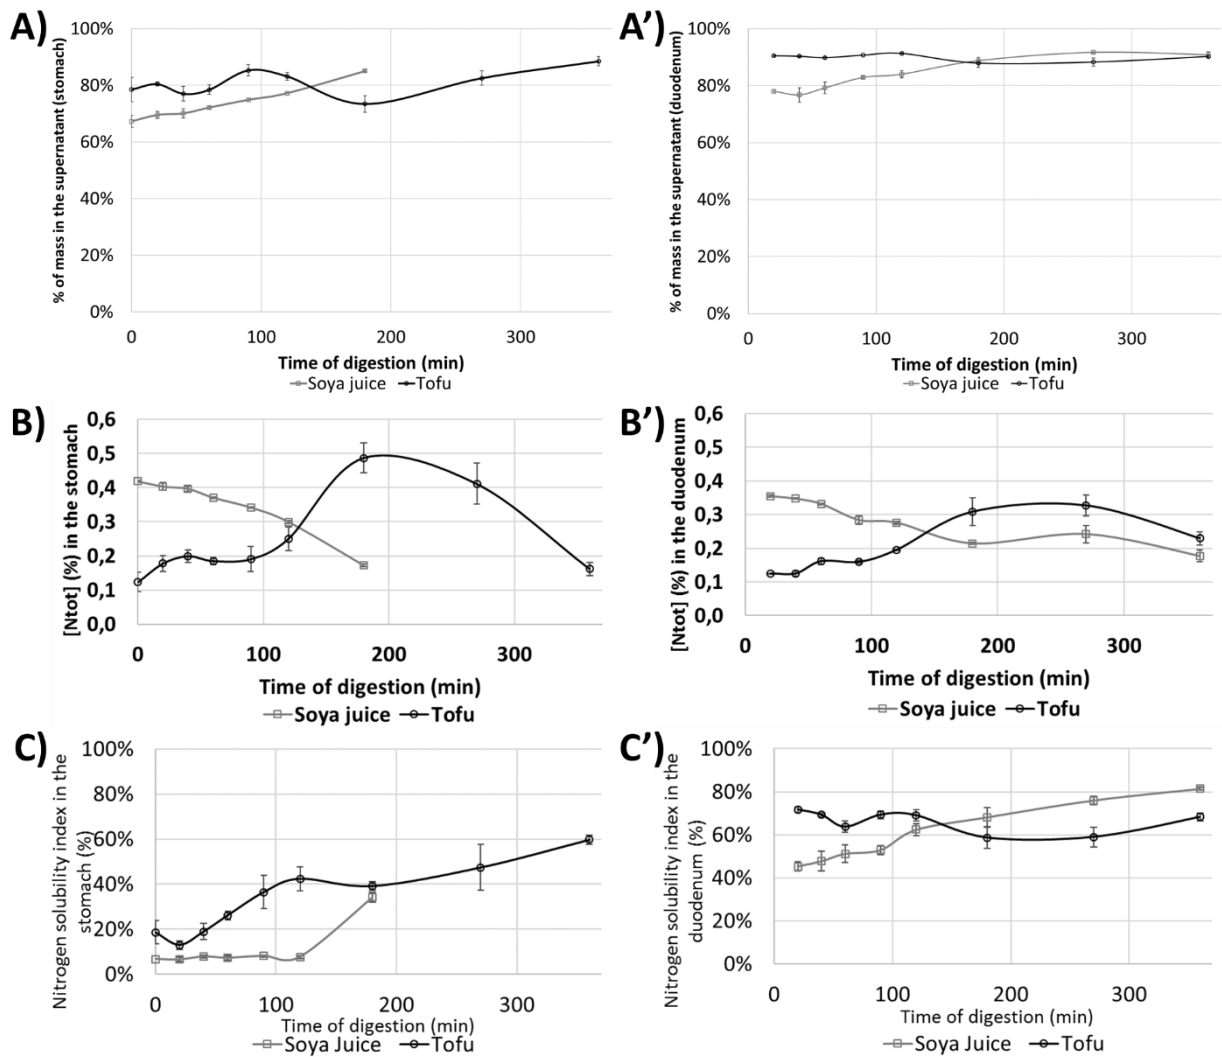 A)
% of mass in the supernatant (stomach)
100%
80%
60%
40%
20%
0%
0 100 200 300
Time of digestion (min)
Soya juice Tofu
A')
% of mass in the supernatant (duodenum)
100%
80%
60%
40%
20%
0%
0 100 200 300
Time of digestion (min)
Soya juice Tofu
B)
[Ntot] (%) in the stomach
0,6
0,5
0,4
0,3
0,2
0,1
0,0
0 100 200 300
Time of digestion (min)
Soya juice Tofu
B')
[Ntot] (%) in the duodenum
0,6
0,5
0,4
0,3
0,2
0,1
0,0
0 100 200 300
Time of digestion (min)
Soya juice Tofu
C)
Nitrogen solubility index in the
stomach (%)
100%
80%
60%
40%
20%
0%
0 100 200 300
Time of digestion (min)
Soya Juice Tofu
C')
Nitrogen solubility index in the
duodenum (%)
100%
80%
60%
40%
20%
0%
0 100 200 300
Time of digestion (min)
Soya Juice Tofu